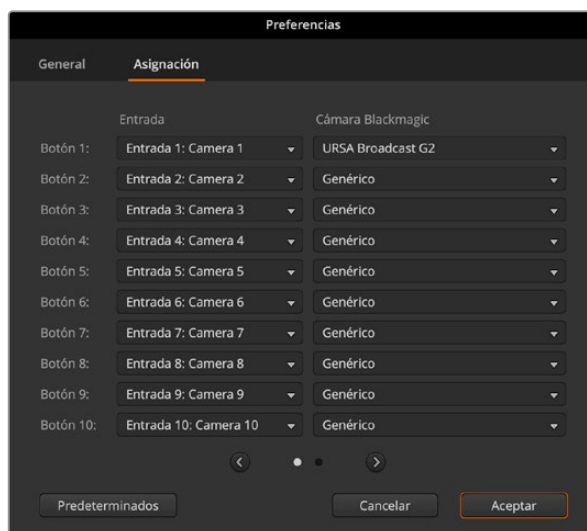 Preferencias
General Asignación
Entrada Cámara Blackmagic
Botón 1: Entrada 1: Camera 1 URSA Broadcast G2
Botón 2: Entrada 2: Camera 2 Genérico
Botón 3: Entrada 3: Camera 3 Genérico
Botón 4: Entrada 4: Camera 4 Genérico
Botón 5: Entrada 5: Camera 5 Genérico
Botón 6: Entrada 6: Camera 6 Genérico
Botón 7: Entrada 7: Camera 7 Genérico
Botón 8: Entrada 8: Camera 8 Genérico
Botón 9: Entrada 9: Camera 9 Genérico
Botón 10: Entrada 10: Camera 10 Genérico
Predeterminados Cancelar Aceptar